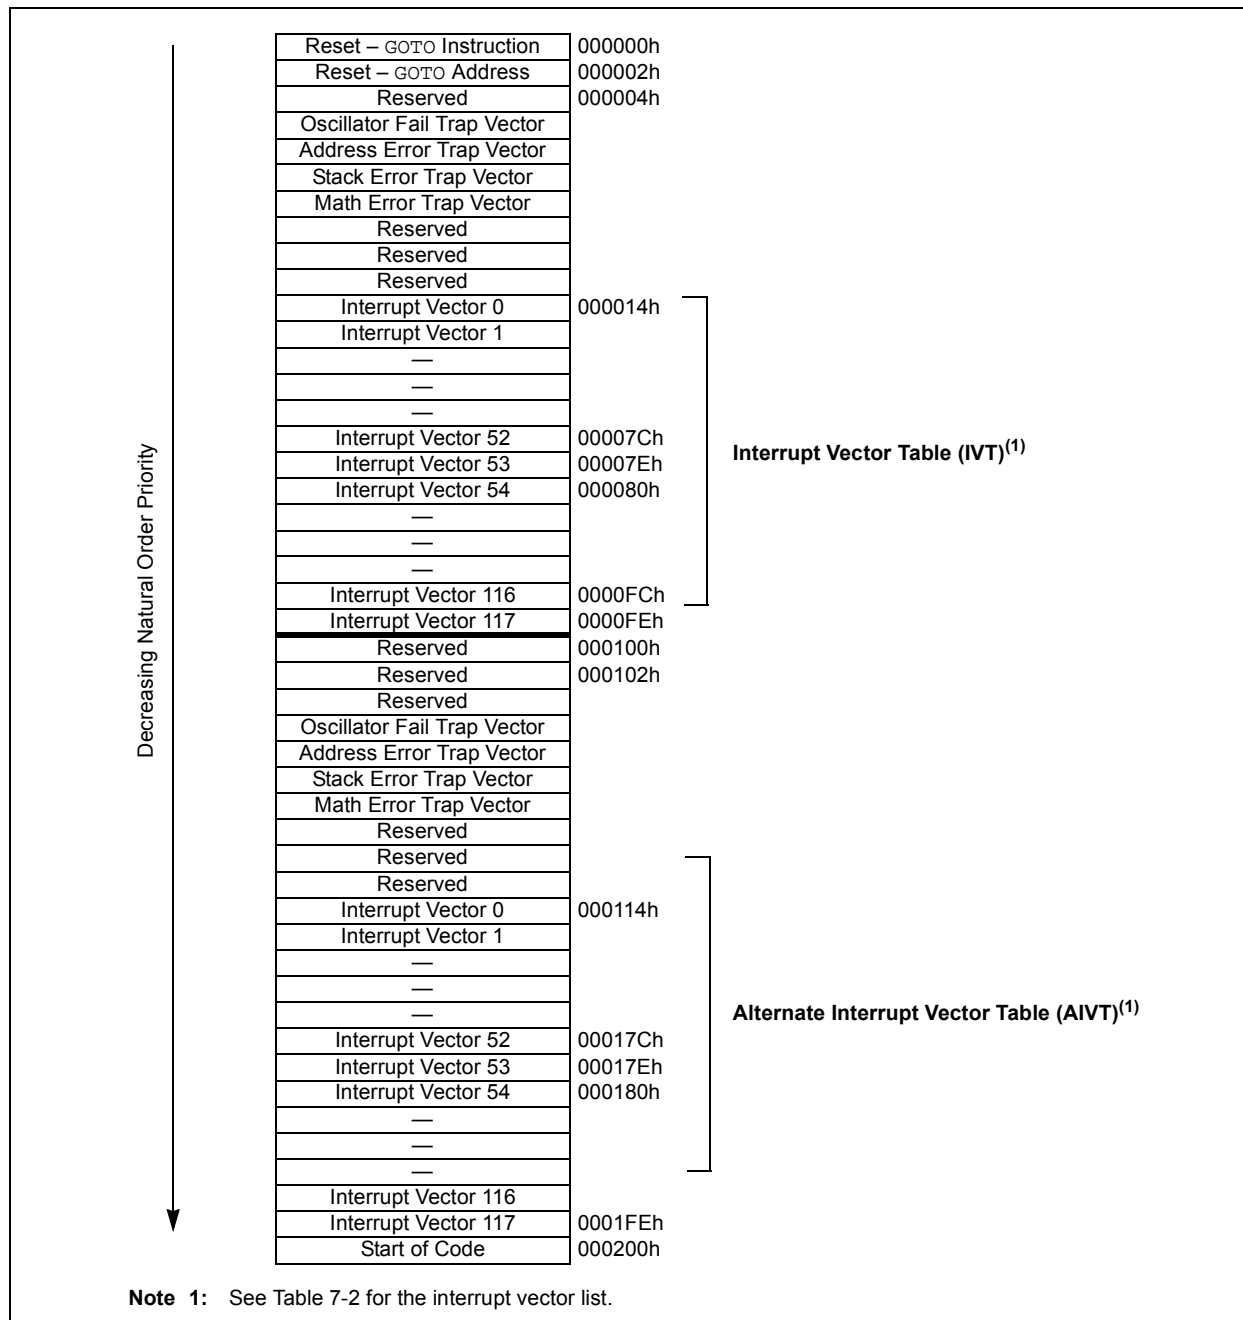 Reset – GOTO Instruction 000000h
Reset – GOTO Address 000002h
Reserved 000004h
Oscillator Fail Trap Vector
Address Error Trap Vector
Stack Error Trap Vector
Math Error Trap Vector
Reserved
Reserved
Reserved
Interrupt Vector 0 000014h
Interrupt Vector 1
—
—
—
Interrupt Vector 52 00007Ch
Interrupt Vector 53 00007Eh
Interrupt Vector 54 000080h
—
—
—
Interrupt Vector 116 0000FCh
Interrupt Vector 117 0000FEh
Interrupt Vector Table (IVT)(1)
Decreasing Natural Order Priority
Reserved 000100h
Reserved 000102h
Reserved
Oscillator Fail Trap Vector
Address Error Trap Vector
Stack Error Trap Vector
Math Error Trap Vector
Reserved
Reserved
Reserved
Interrupt Vector 0 000114h
Interrupt Vector 1
—
—
—
Interrupt Vector 52 00017Ch
Interrupt Vector 53 00017Eh
Interrupt Vector 54 000180h
—
—
—
Interrupt Vector 116
Interrupt Vector 117 0001FEh
Start of Code 000200h
Alternate Interrupt Vector Table (AIVT)(1)
Note 1: See Table 7-2 for the interrupt vector list.